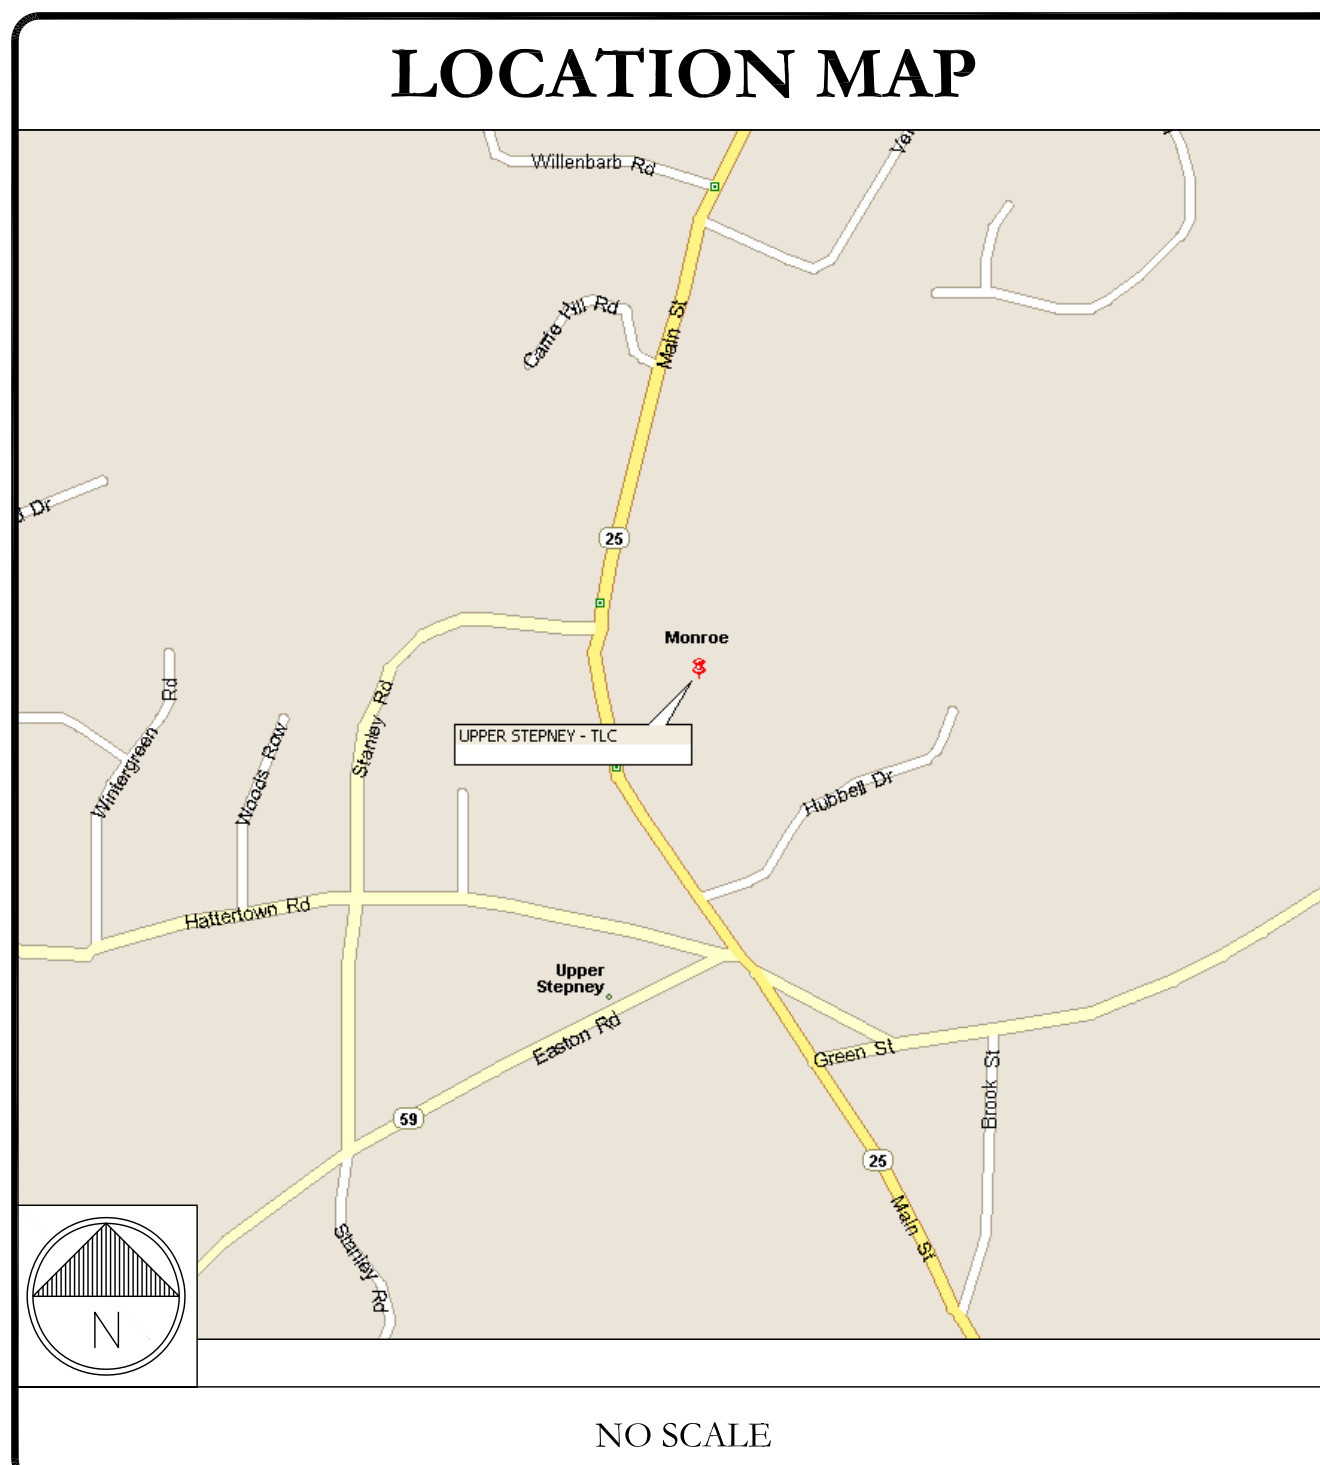 LOCATION MAP
Willenbarb Rd
Carrie Hill Rd
Main St
Dr
25
Monroe
UPPER STEPNEY - TLC
Stanley Rd
Wintergreen Rd
Woods Row
Hubbell Dr
Hattertown Rd
Upper
Stepney
Easton Rd
Green St
Brook St
59
25
Main St
Stanley Rd
N
NO SCALE